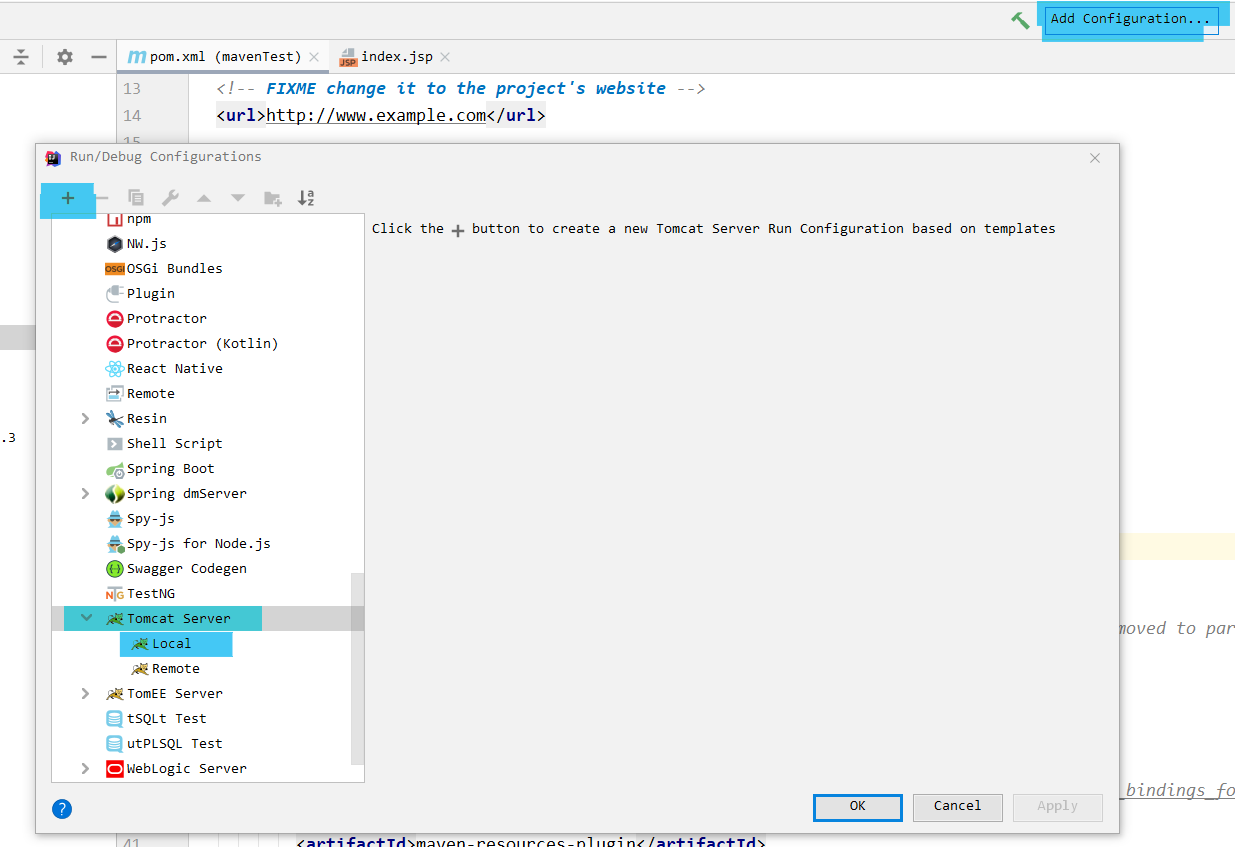 Add Configuration...
pom.xml (mavenTest)
JSP
index.jsp
13
<!-- FIXME change it to the project's website -->
14
<url>http://www.example.com</url>
15
Run/Debug Configurations
Click the + button to create a new Tomcat Server Run Configuration based on templates
npm
NW.js
OSGi
OSGi Bundles
Plugin
Protractor
Protractor (Kotlin)
React Native
Remote
Resin
.3
Shell Script
Spring Boot
Spring dmServer
Spy-js
Spy-js for Node.js
Swagger Codegen
TestNG
Tomcat Server
moved to par
Local
Remote
TomEE Server
tSQLt Test
utPLSQL Test
WebLogic Server
_bindings_fo
?
OK
Cancel
Apply
41
<artifactId>maven-resources-plugin</artifactId>